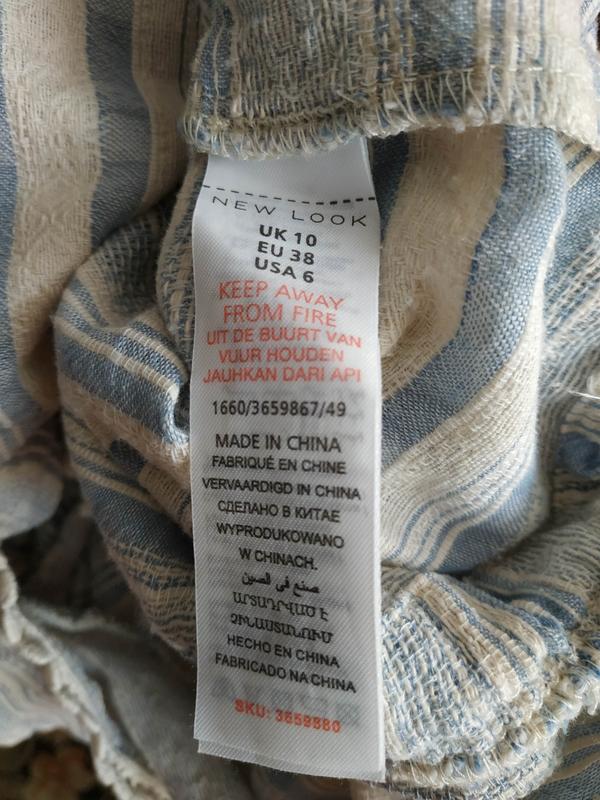 NEW LOOK
UK 10
EU 38
USA 6
KEEP AWAY
FROM FIRE
UIT DE BUURT VAN
VUUR HOUDEN
JAUHKAN DARI API
1660/3659867/49
MADE IN CHINA
FABRIQUÉ EN CHINE
VERVAARDIGD IN CHINA
СДЕЛАНО В КИТАЕ
WYPRODUKOWANO
W CHINACH.
صنع في الصين
ԱՐՏԱԴՐՎԱԾ Է
ՉԻՆԱՍՏԱՆՈՒՄ
HECHO EN CHINA
FABRICADO NA CHINA
SKU: 3659880